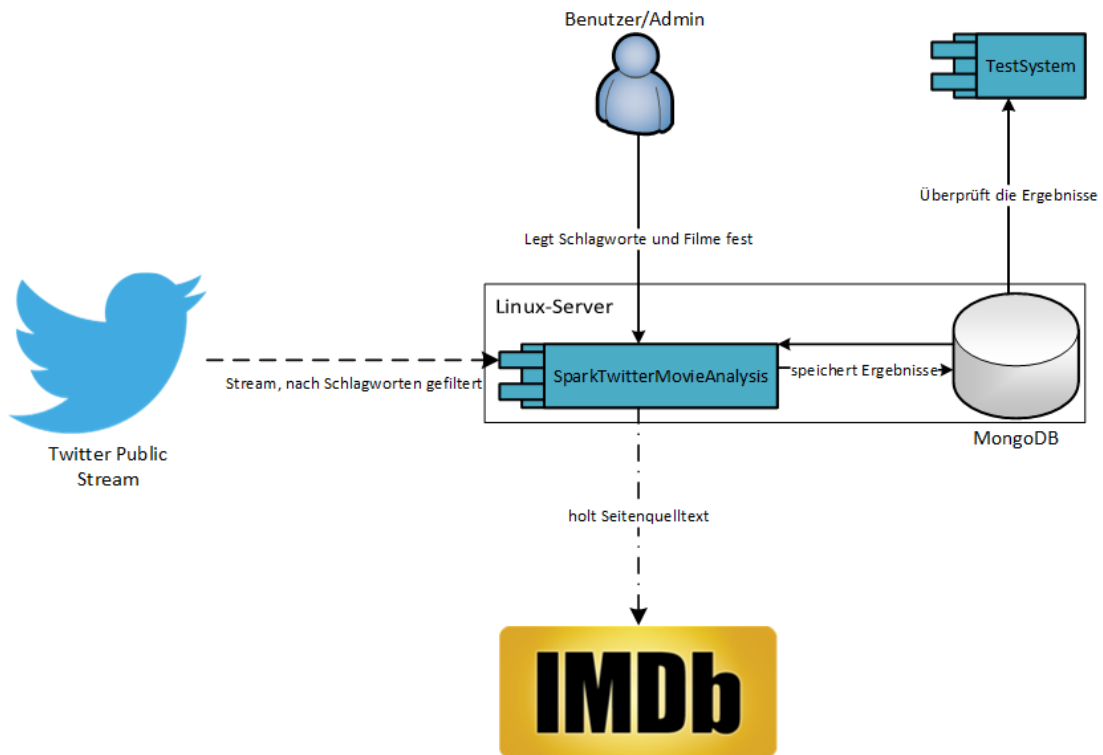 Benutzer/Admin
TestSystem
Überprüft die Ergebnisse
Legt Schlagworte und Filme fest
Linux-Server
SparkTwitterMovieAnalysis
speichert Ergebnisse
Stream, nach Schlagworten gefiltert
MongoDB
Twitter Public
Stream
holt Seitenquelltext
IMDb